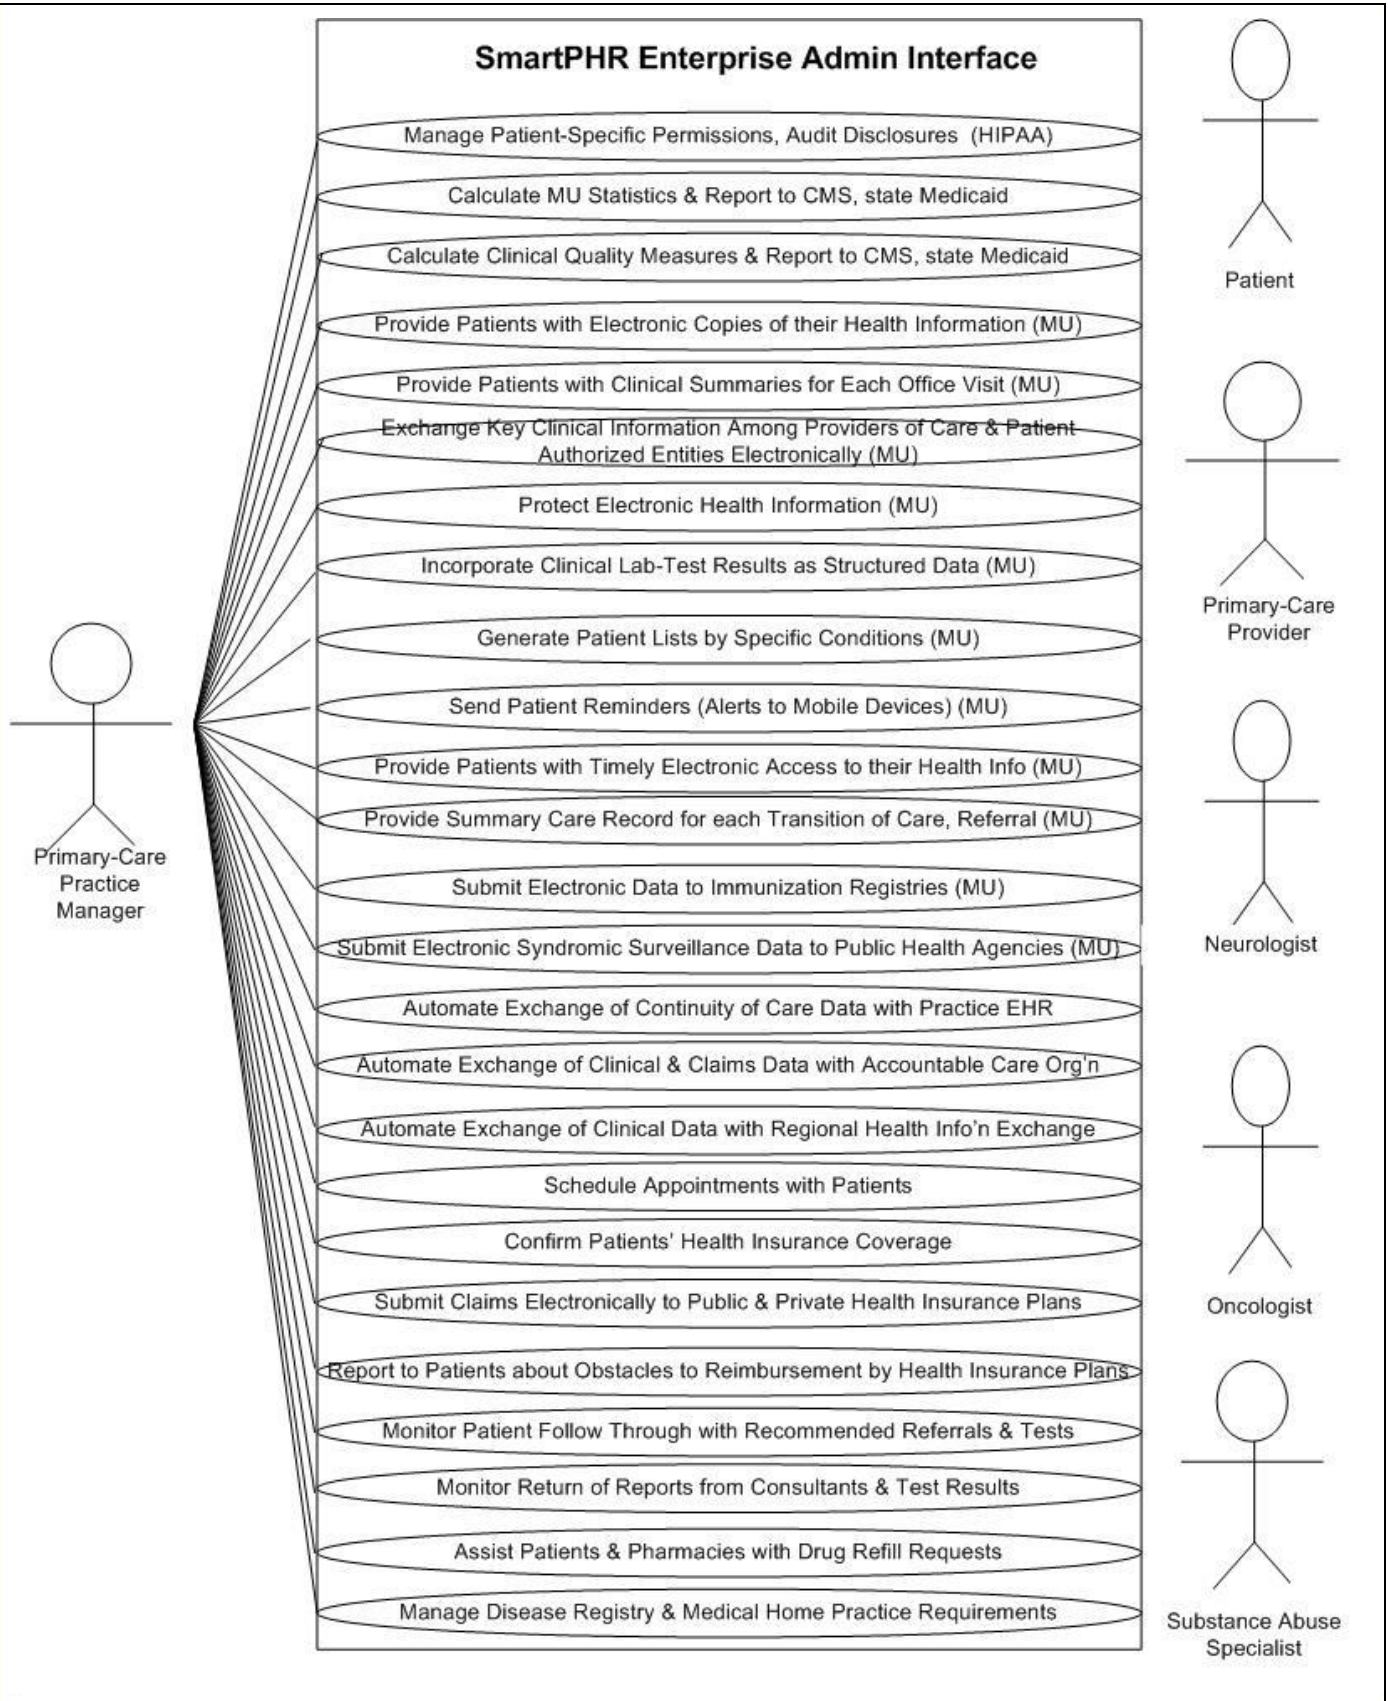 SmartPHR Enterprise Admin Interface
Manage Patient-Specific Permissions, Audit Disclosures (HIPAA)
Calculate MU Statistics & Report to CMS, state Medicaid
Calculate Clinical Quality Measures & Report to CMS, state Medicaid
Provide Patients with Electronic Copies of their Health Information (MU)
Provide Patients with Clinical Summaries for Each Office Visit (MU)
Exchange Key Clinical Information Among Providers of Care & Patient
Authorized Entities Electronically (MU)
Protect Electronic Health Information (MU)
Incorporate Clinical Lab-Test Results as Structured Data (MU)
Generate Patient Lists by Specific Conditions (MU)
Send Patient Reminders (Alerts to Mobile Devices) (MU)
Provide Patients with Timely Electronic Access to their Health Info (MU)
Provide Summary Care Record for each Transition of Care, Referral (MU)
Submit Electronic Data to Immunization Registries (MU)
Submit Electronic Syndromic Surveillance Data to Public Health Agencies (MU)
Automate Exchange of Continuity of Care Data with Practice EHR
Automate Exchange of Clinical & Claims Data with Accountable Care Org'n
Automate Exchange of Clinical Data with Regional Health Info'n Exchange
Schedule Appointments with Patients
Confirm Patients' Health Insurance Coverage
Submit Claims Electronically to Public & Private Health Insurance Plans
Report to Patients about Obstacles to Reimbursement by Health Insurance Plans
Monitor Patient Follow Through with Recommended Referrals & Tests
Monitor Return of Reports from Consultants & Test Results
Assist Patients & Pharmacies with Drug Refill Requests
Manage Disease Registry & Medical Home Practice Requirements
Primary-Care
Practice
Manager
Patient
Primary-Care
Provider
Neurologist
Oncologist
Substance Abuse
Specialist